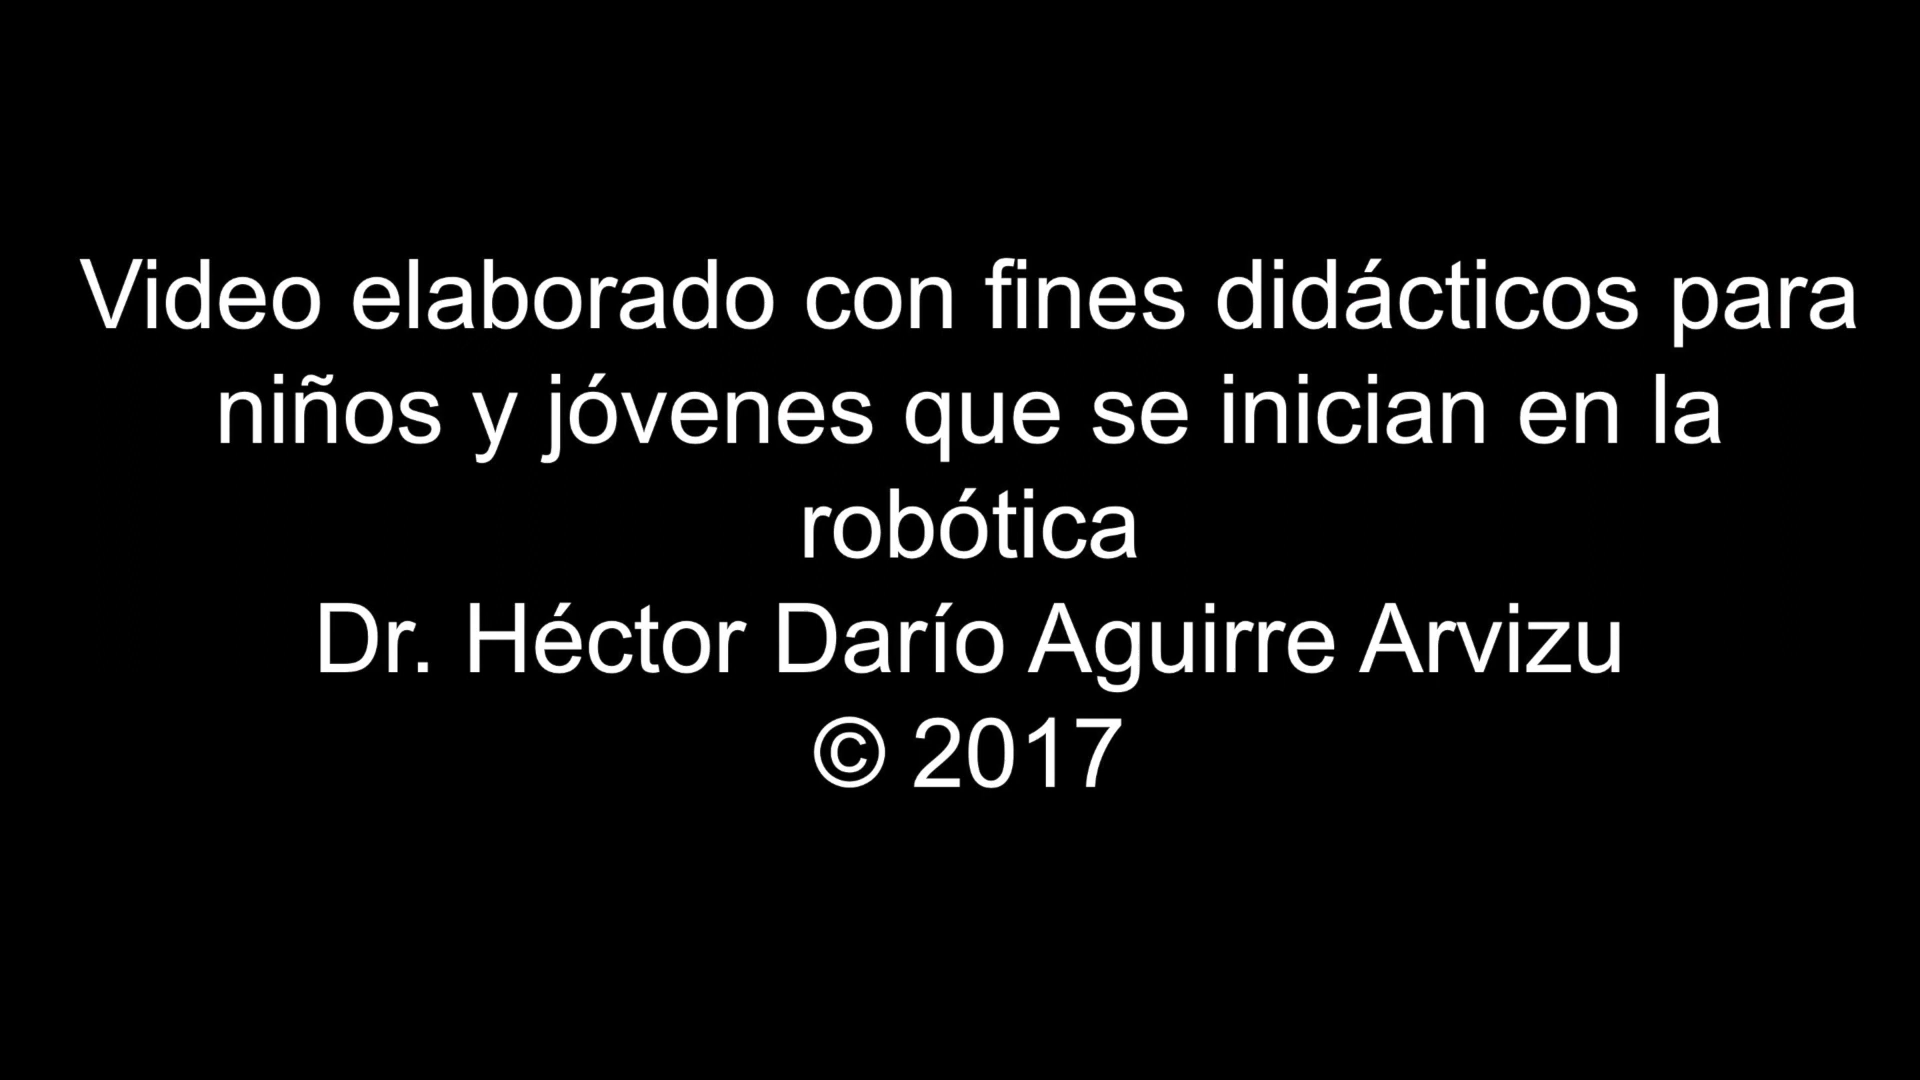 Video elaborado con fines didácticos para
niños y jóvenes que se inician en la
robótica
Dr. Héctor Darío Aguirre Arvizu
© 2017